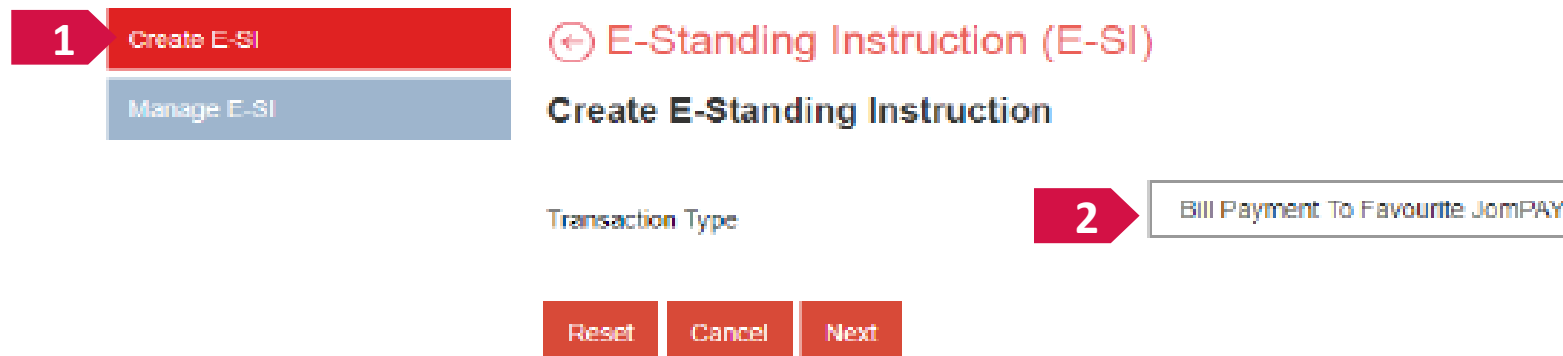 1
Create E-SI
Manage E-SI
E-Standing Instruction (E-SI)
Create E-Standing Instruction
Transaction Type
2
Bill Payment To Favourite JomPAY
Reset Cancel Next